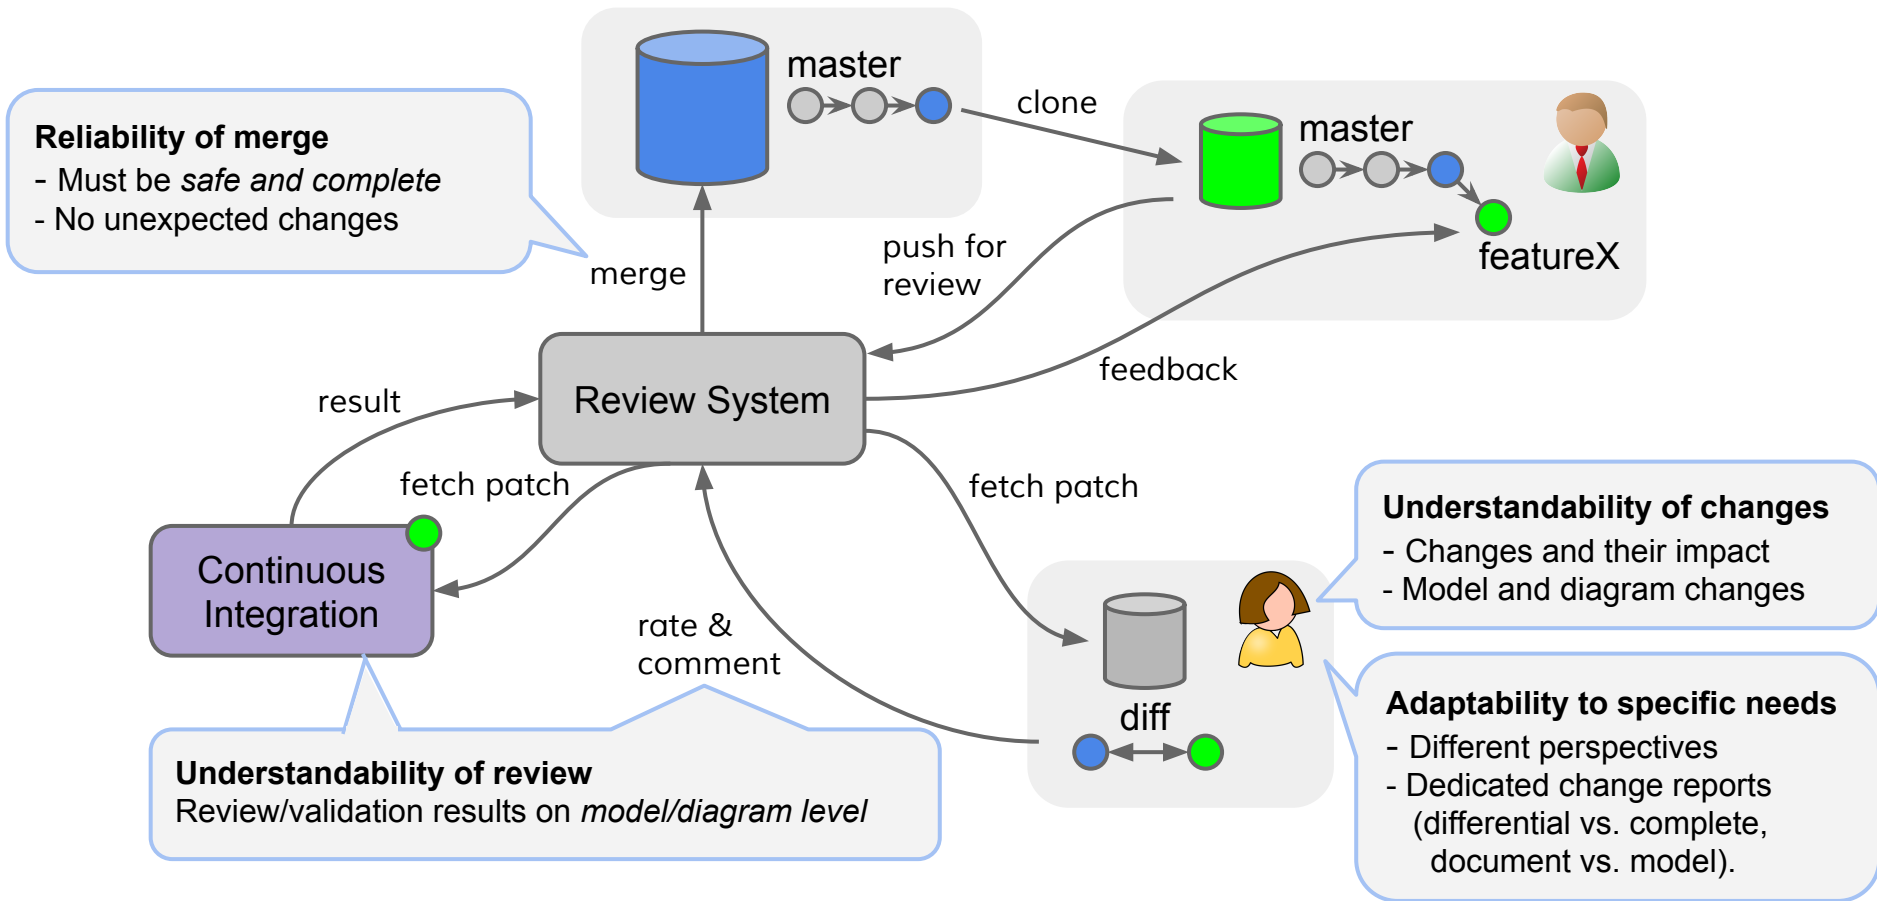 master
clone
master
featureX
Reliability of merge
- Must be safe and complete
- No unexpected changes
merge
push for
review
feedback
Review System
result
fetch patch
fetch patch
Continuous
Integration
rate &
comment
diff
Understandability of changes
- Changes and their impact
- Model and diagram changes
Adaptability to specific needs
- Different perspectives
- Dedicated change reports
(differential vs. complete,
document vs. model).
Understandability of review
Review/validation results on model/diagram level